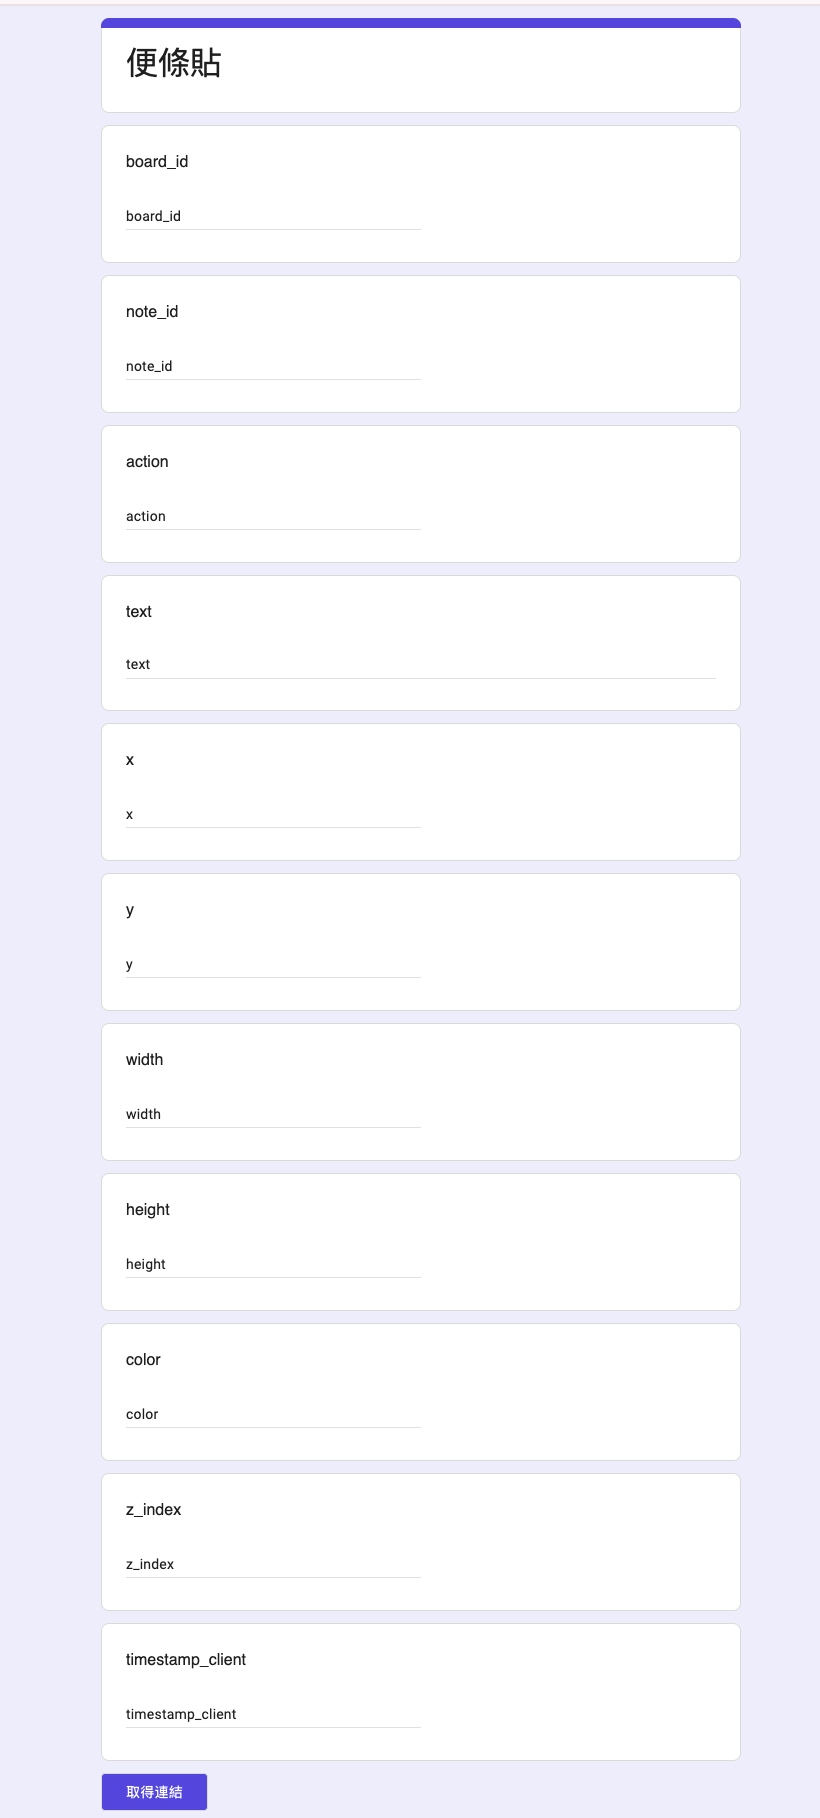 便條貼
board_id
board_id
note_id
note_id
action
action
text
text
x
x
y
y
width
width
height
height
color
color
z_index
z_index
timestamp_client
timestamp_client
取得連結